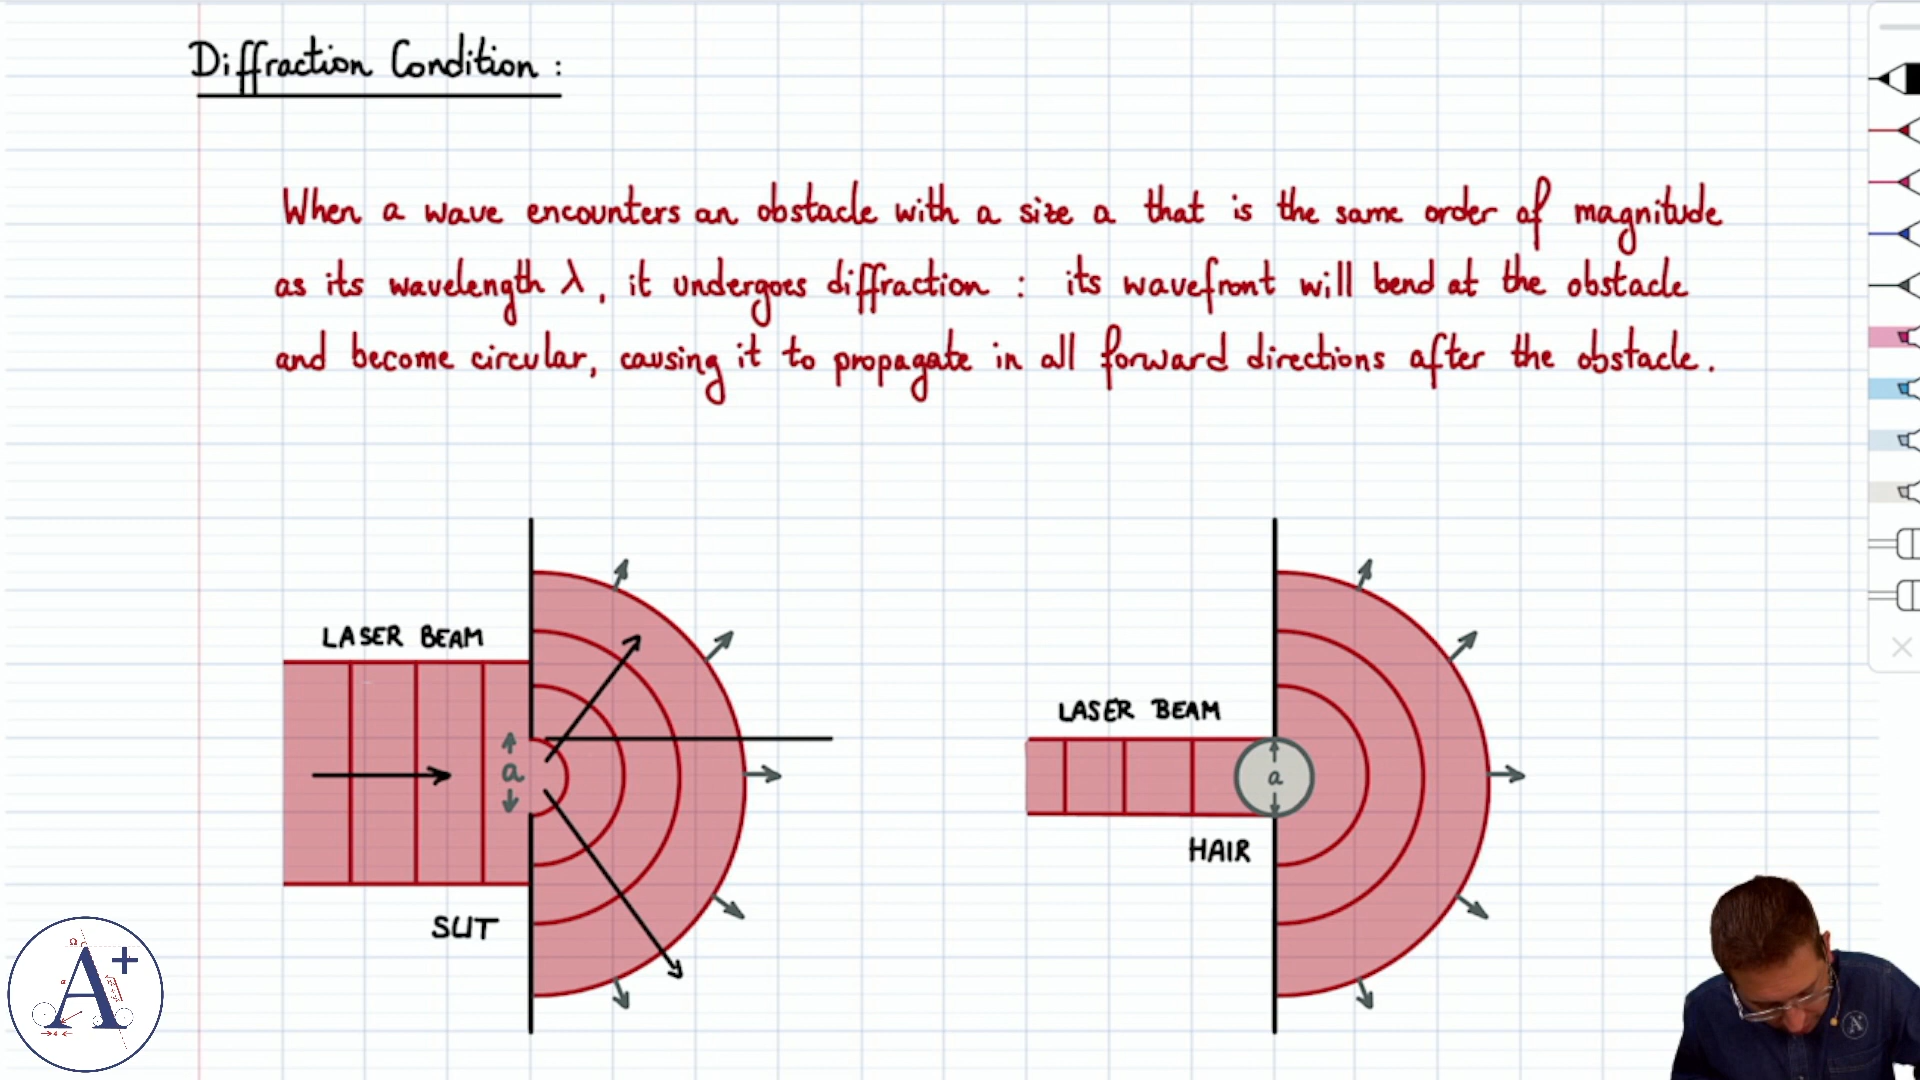 Diffraction Condition :
When a wave encounters an obstacle with a size a that is the same order of magnitude
as its wavelength λ, it undergoes diffraction : its wavefront will bend at the obstacle
and become circular, causing it to propagate in all forward directions after the obstacle.
LASER BEAM
a
SLIT
LASER BEAM
a
HAIR
A+